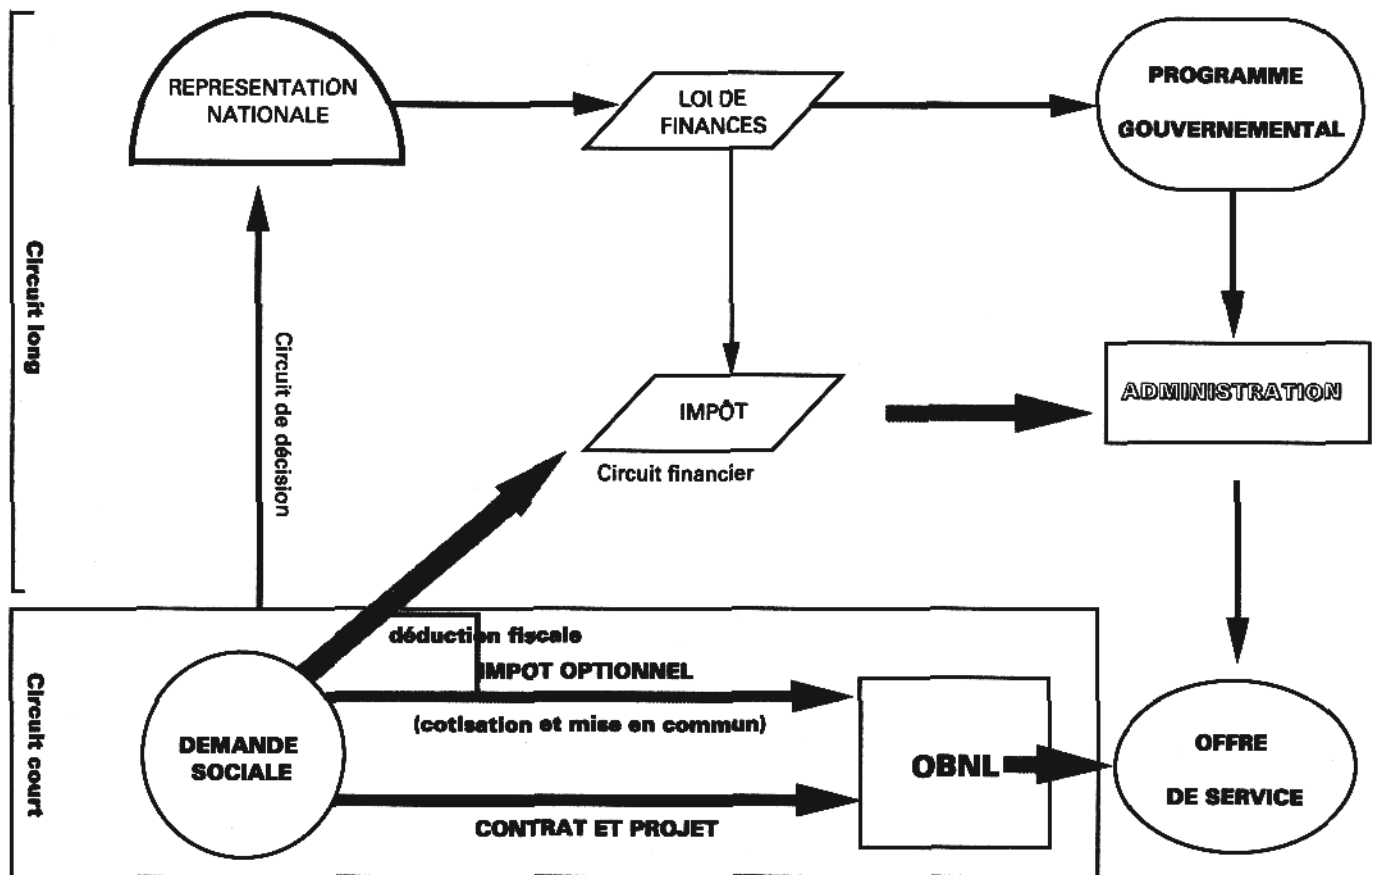 REPRESENTATION
NATIONALE
LOI DE
FINANCES
PROGRAMME
GOUVERNEMENTAL
Circuit long
Circuit de décision
IMPÔT
Circuit financier
ADMINISTRATION
déduction fiscale
IMPOT OPTIONNEL
(cotisation et mise en commun)
Circuit court
DEMANDE
SOCIALE
OBNL
OFFRE
DE SERVICE
CONTRAT ET PROJET